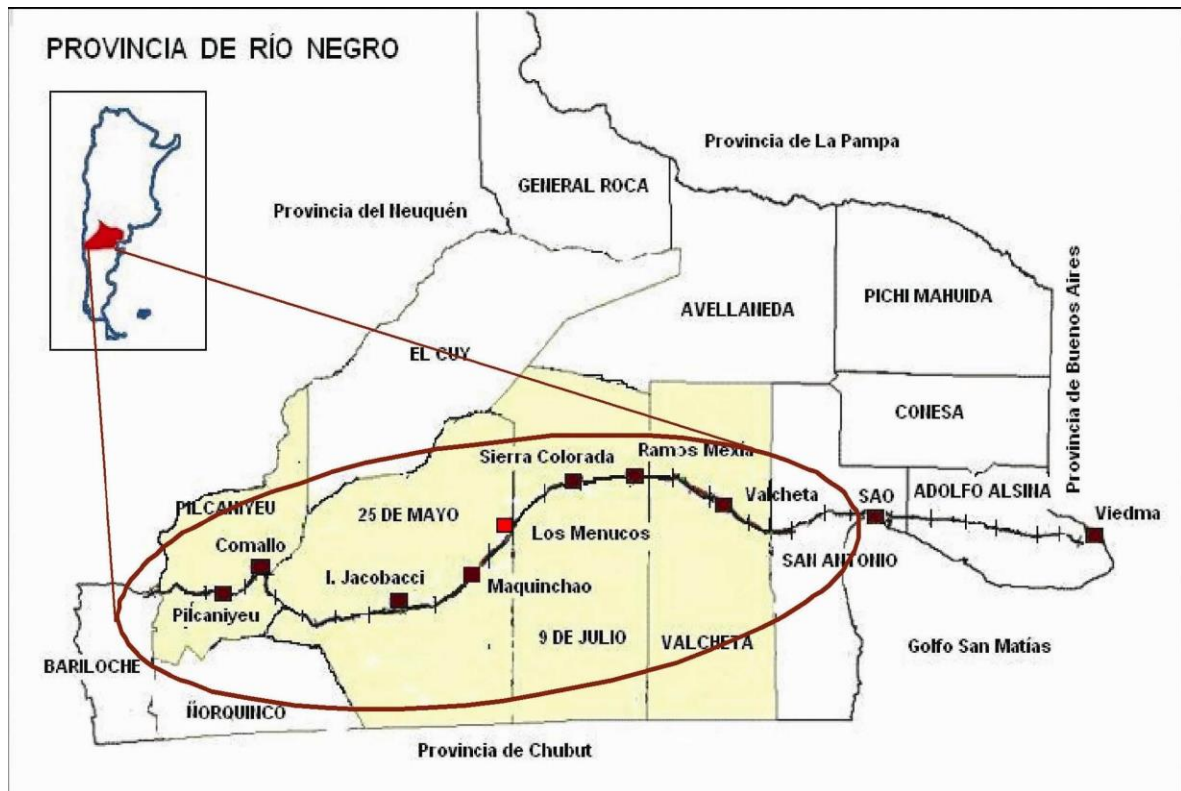 PROVINCIA DE RÍO NEGRO
Provincia de La Pampa
GENERAL ROCA
Provincia del Neuquén
PICHI MAHUIDA
AVELLANEDA
Provincia de Buenos Aires
EL CUY
CONESA
Sierra Colorada
Ramos Mexia
PILCANIYEU
25 DE MAYO
Valcheta
SAO
ADOLFO ALSINA
Viedma
Comallo
Los Menucos
SAN ANTONIO
I. Jacobacci
Maquinchao
Pilcaniyeu
9 DE JULIO
VALCHETA
Golfo San Matías
BARILOCHE
ÑORQUINCO
Provincia de Chubut